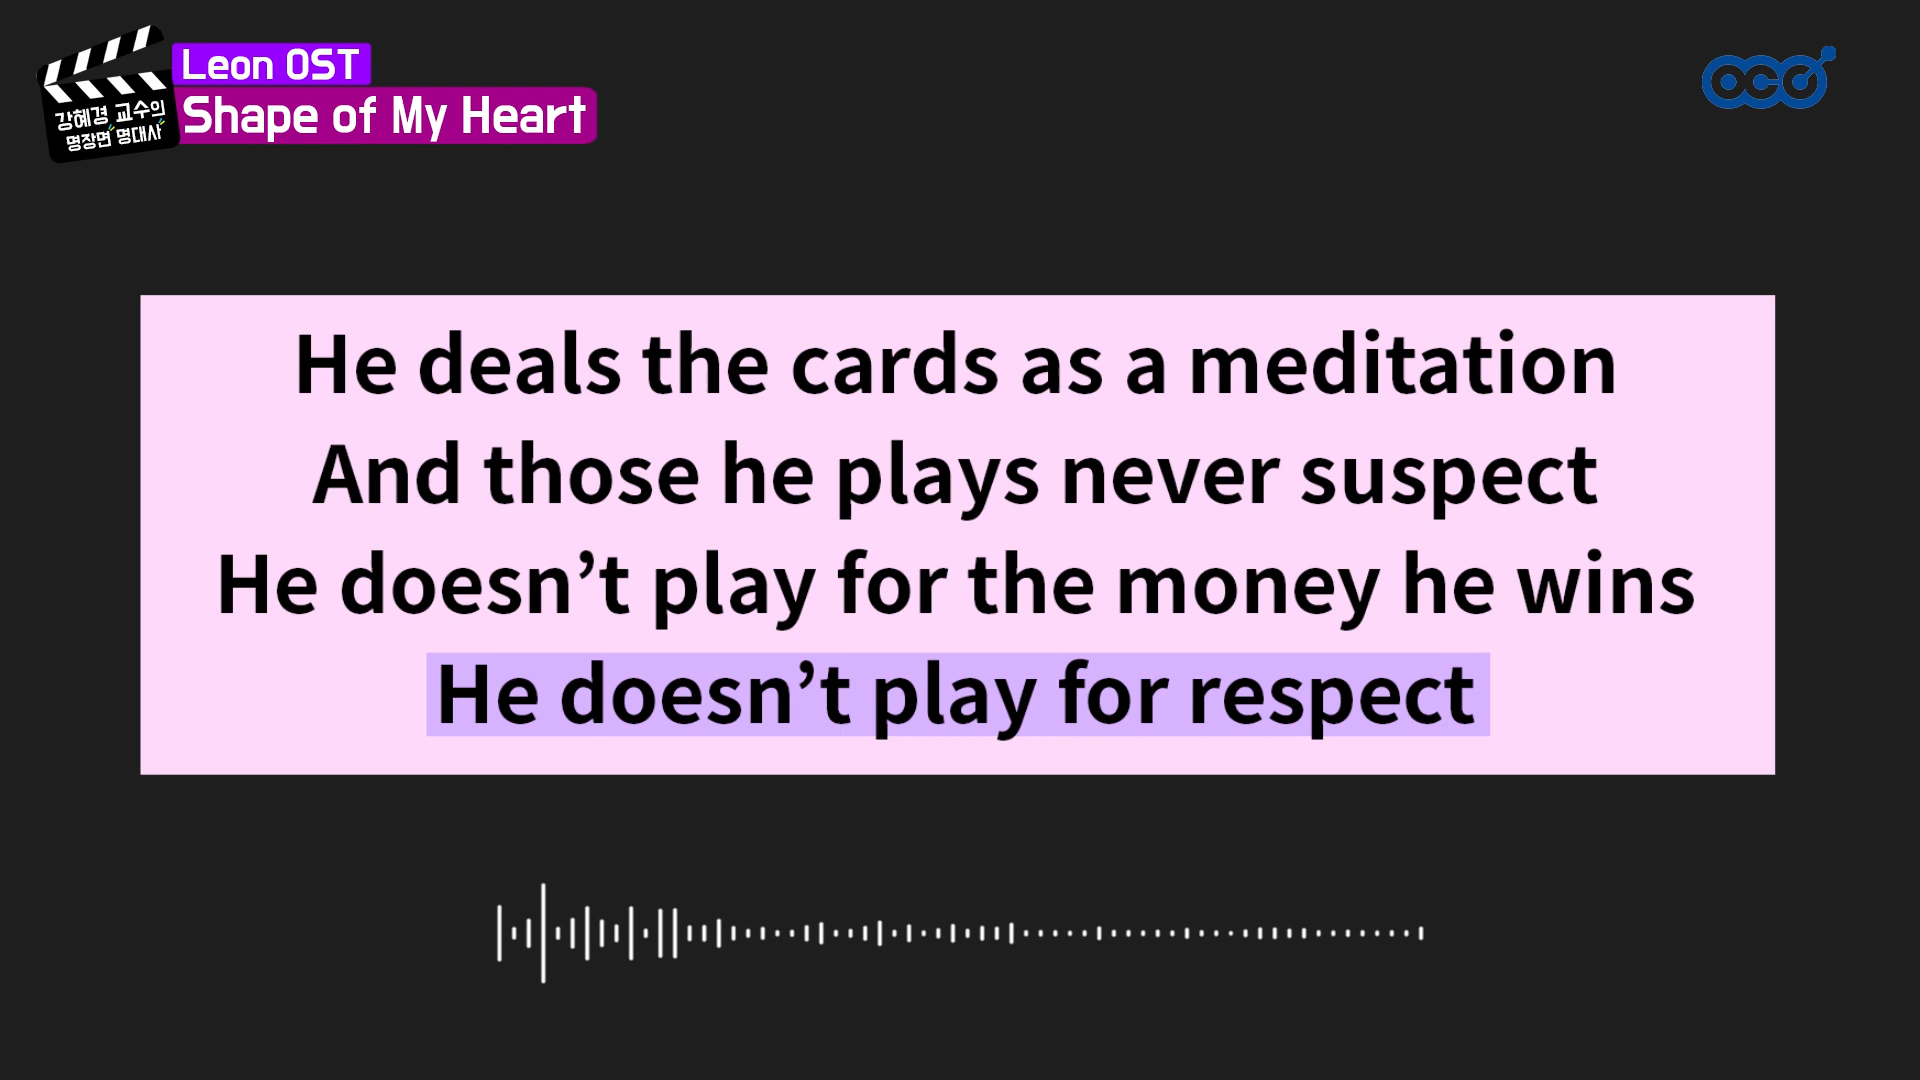 Leon OST
Shape of My Heart
강혜경 교수의
명장면 명대사
oco
He deals the cards as a meditation
And those he plays never suspect
He doesn’t play for the money he wins
He doesn’t play for respect